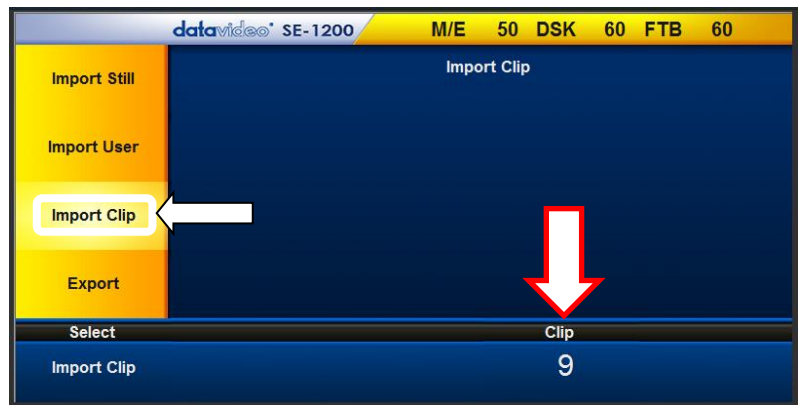 datavideo SE-1200 M/E 50 DSK 60 FTB 60
Import Still
Import Clip
Import User
Import Clip
Export
Select Clip
Import Clip 9